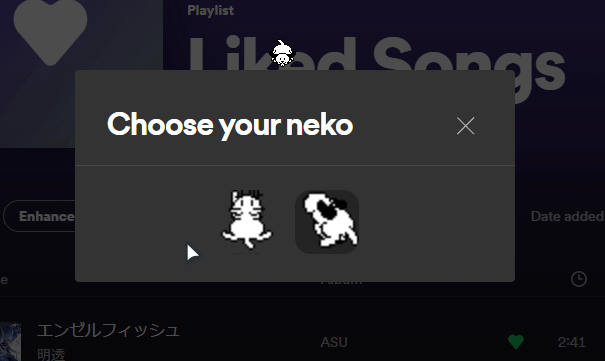 Playlist
Liked Songs
Choose your neko
Enhance
Date added
e
Album
エンゼルフィッシュ
明透
ASU
2:41